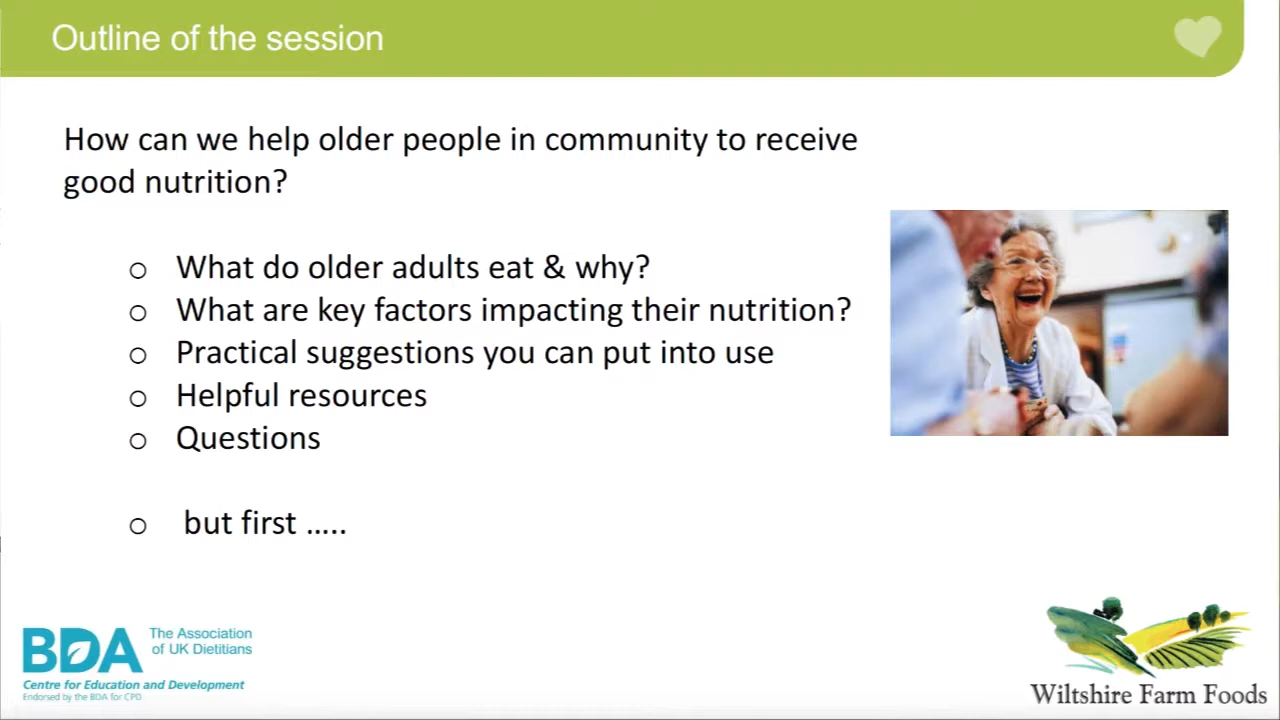 Outline of the session
How can we help older people in community to receive
good nutrition?
o What do older adults eat & why?
o What are key factors impacting their nutrition?
o Practical suggestions you can put into use
o Helpful resources
o Questions
o but first .....
BDA The Association
of UK Dietitians
Centre for Education and Development
Endorsed by the BDA for CPD
Wiltshire Farm Foods